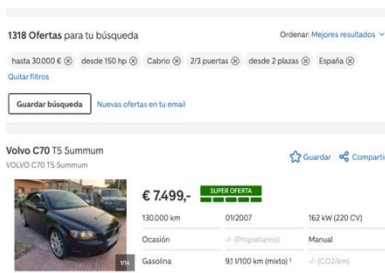 1318 Ofertas para tu búsqueda
Ordenar: Mejores resultados
hasta 30.000 € desde 150 hp Cabrio 2/3 puertas desde 2 plazas España
Quitar filtros
Guardar búsqueda Nuevas ofertas en tu email
Volvo C70 T5 Summum
VOLVO C70 T5 Summum
Guardar Comparti
€ 7.499,- SUPER OFERTA
130.000 km 01/2007 162 kW (220 CV)
Ocasión -/- (Propietarios) Manual
Gasolina 9,1 l/100 km (mixto) ¹ -/- (CO2/km)
1/14